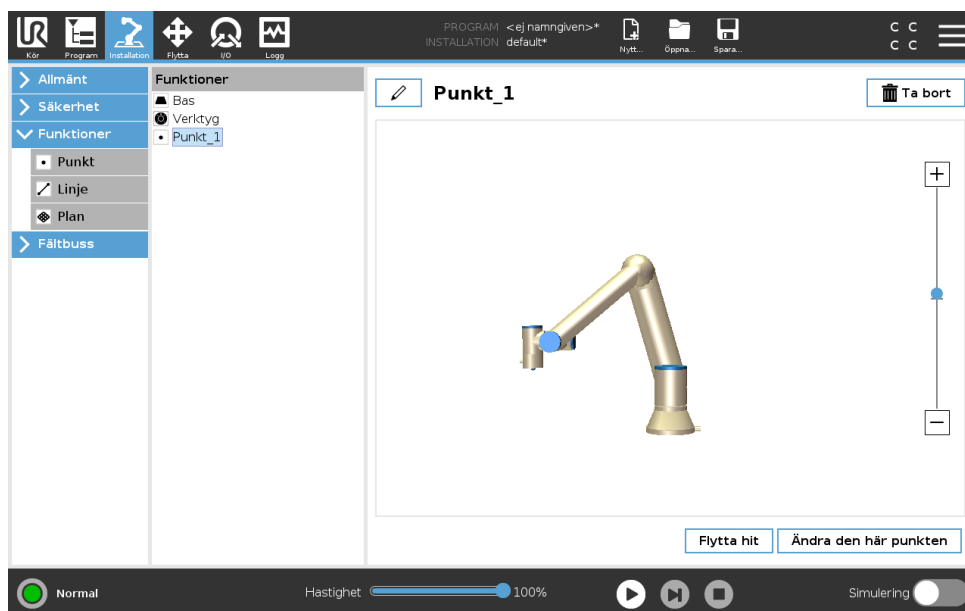 UR
PROGRAM <ej namngiven>*
INSTALLATION default*
C C
C C
Kör Program Installation Flytta I/O Logg Nytt... Öppna... Spara...
Allmänt
Säkerhet
Funktioner
Punkt
Linje
Plan
Fältbuss
Funktioner
Bas
Verktyg
Punkt_1
Punkt_1
Ta bort
Flytta hit Ändra den här punkten
Normal Hastighet 100% Simulering